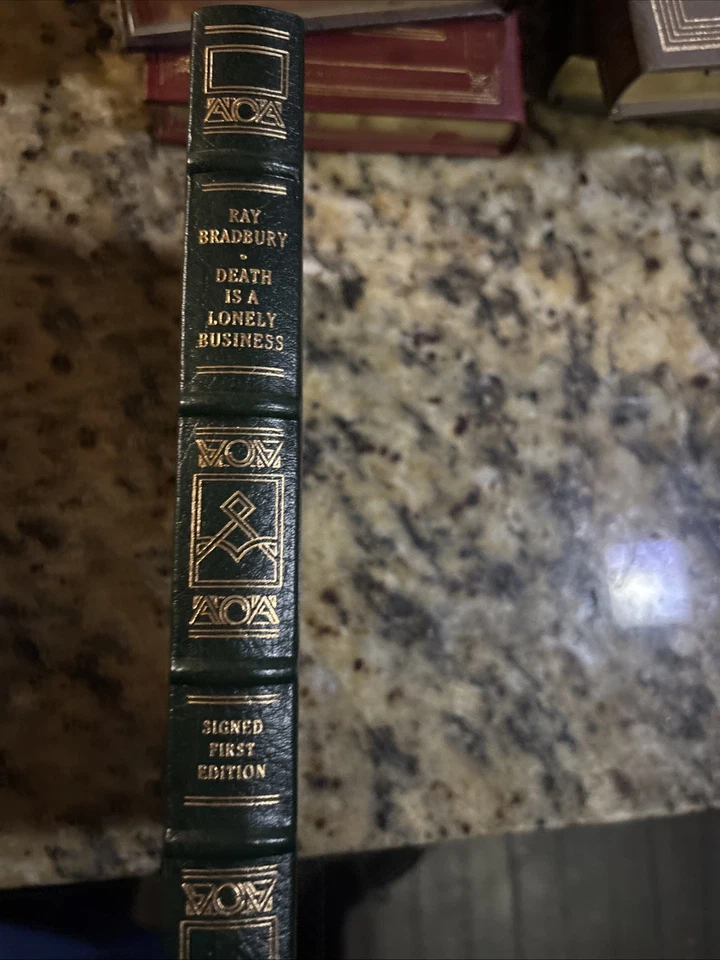 RAY
BRADBURY
•
DEATH
IS A
LONELY
BUSINESS
SIGNED
FIRST
EDITION